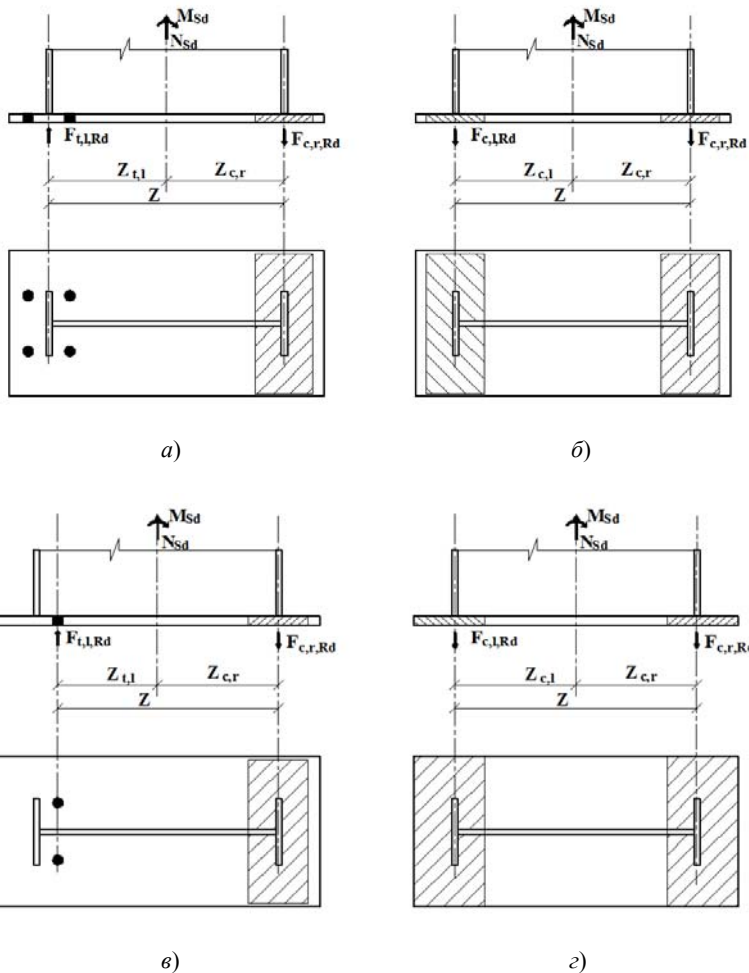 MSd
NSd
Ft,l,Rd
Fc,r,Rd
Zt,l
Zc,r
Z
а)
MSd
NSd
Fc,l,Rd
Fc,r,Rd
Zc,l
Zc,r
Z
б)
MSd
NSd
Ft,l,Rd
Fc,r,Rd
Zt,l
Zc,r
Z
в)
MSd
NSd
Fc,l,Rd
Fc,r,Rd
Zc,l
Zc,r
Z
г)